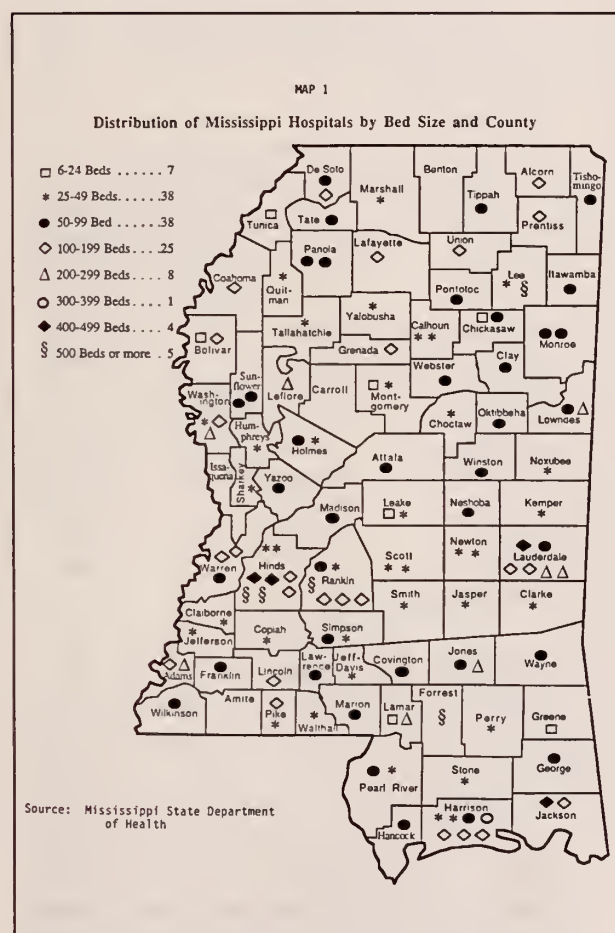 MAP 1
Distribution of Mississippi Hospitals by Bed Size and County
□ 6-24 Beds ...... 7
* 25-49 Beds......38
● 50-99 Bed ......38
◇ 100-199 Beds....25
△ 200-299 Beds.... 8
○ 300-399 Beds.... 1
◆ 400-499 Beds.... 4
§ 500 Beds or more . 5
De Soto
Marshall
Benton
Tippah
Alcorn
Tisho-
mingo
Tunica
Tate
Prentiss
Panola
Lafayette
Union
Lee
Itawamba
Coahoma
Quit-
man
Pontotoc
Yalobusha
Calhoun
Chickasaw
Monroe
Tallahatchie
Bolivar
Grenada
Clay
Webster
Sun-
flower
Leflore
Carroll
Mont-
gomery
Wash-
ington
Choctaw
Oktibbeha
Lowndes
Hum-
phreys
Holmes
Attala
Winston
Noxubee
Issa-
quena
Sharkey
Yazoo
Madison
Leake
Neshoba
Kemper
Warren
Hinds
Rankin
Scott
Newton
Lauderdale
Smith
Jasper
Clarke
Claiborne
Copiah
Simpson
Jefferson
Adams
Franklin
Lincoln
Law-
rence
Jeff-
Davis
Covington
Jones
Wayne
Wilkinson
Amite
Pike
Walthall
Marion
Lamar
Forrest
Perry
Greene
Pearl River
Stone
George
Hancock
Harrison
Jackson
Source: Mississippi State Department
of Health